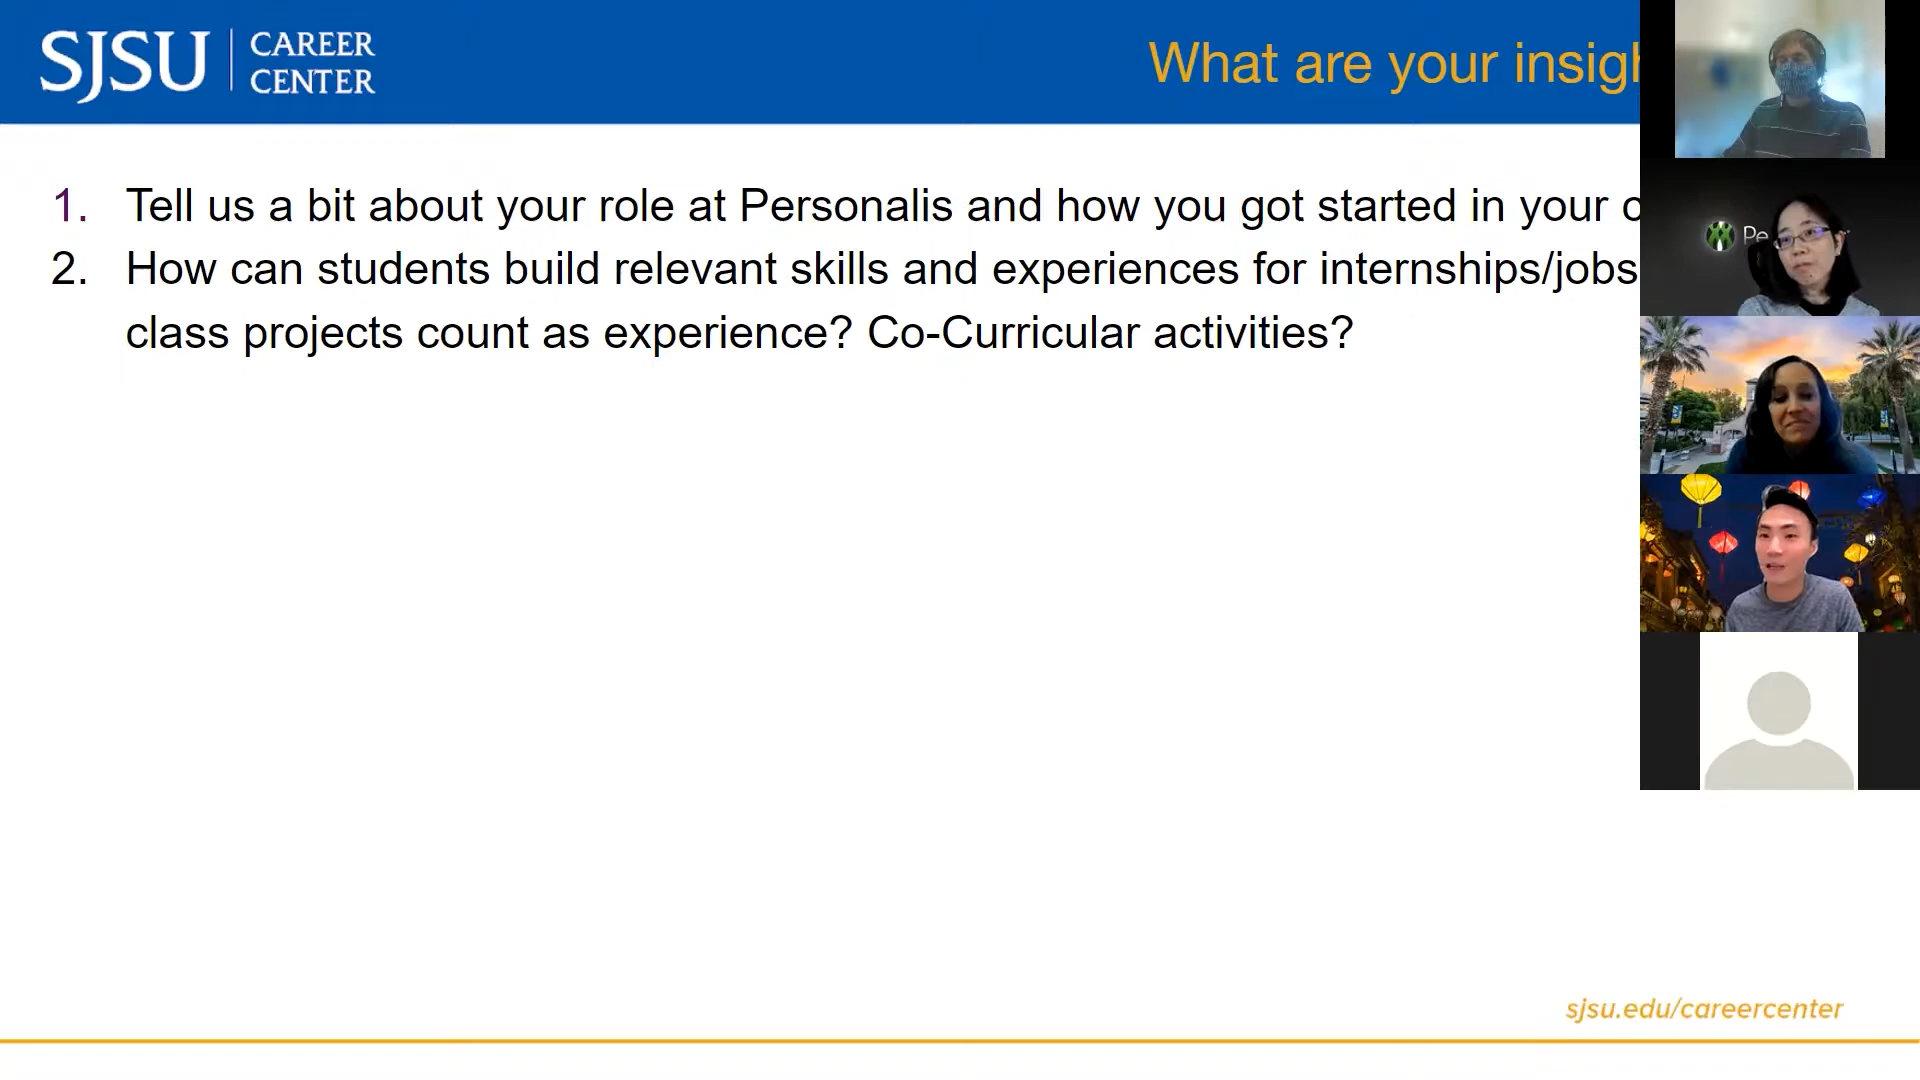 SJSU
CAREER
CENTER
What are your
1. Tell us a bit about your role at Personalis and how you got started in your
2. How can students build relevant skills and experiences for internships/jobs
class projects count as experience? Co-Curricular activities?
sjsu.edu/careercenter